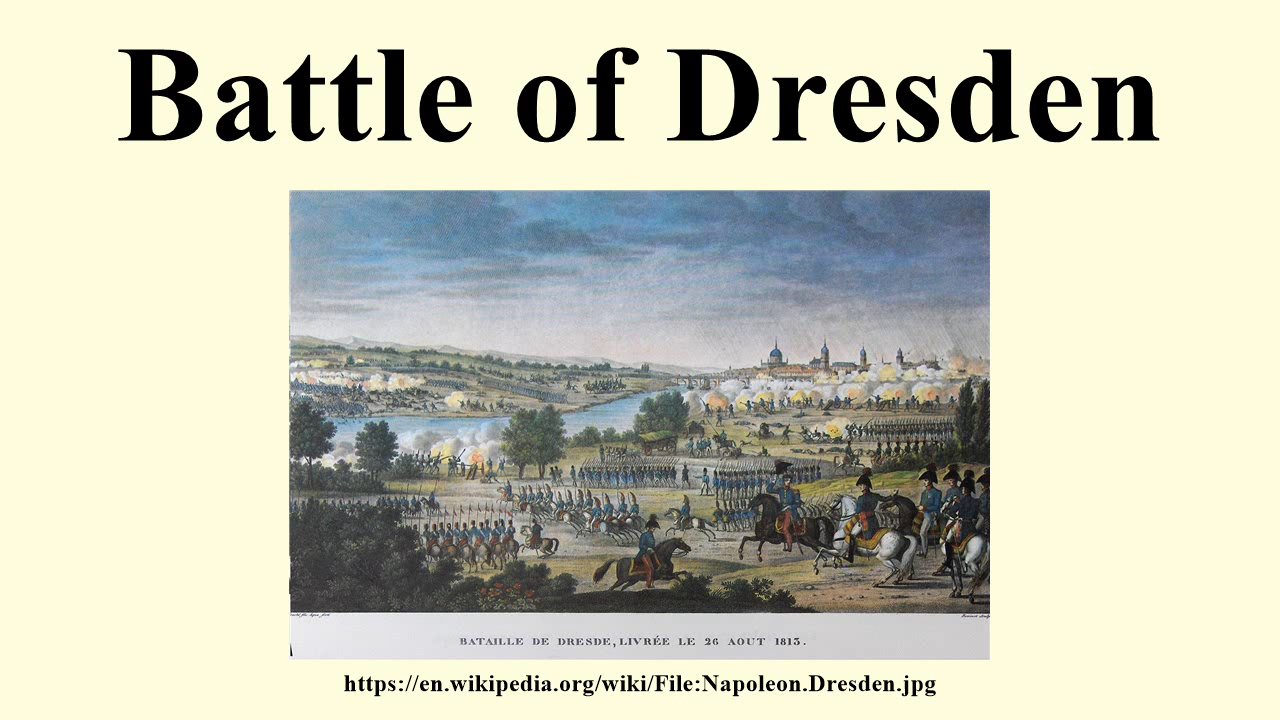 Battle of Dresden
BATAILLE DE DRESDE, LIVRÉE LE 26 AOUT 1813.
https://en.wikipedia.org/wiki/File:Napoleon.Dresden.jpg